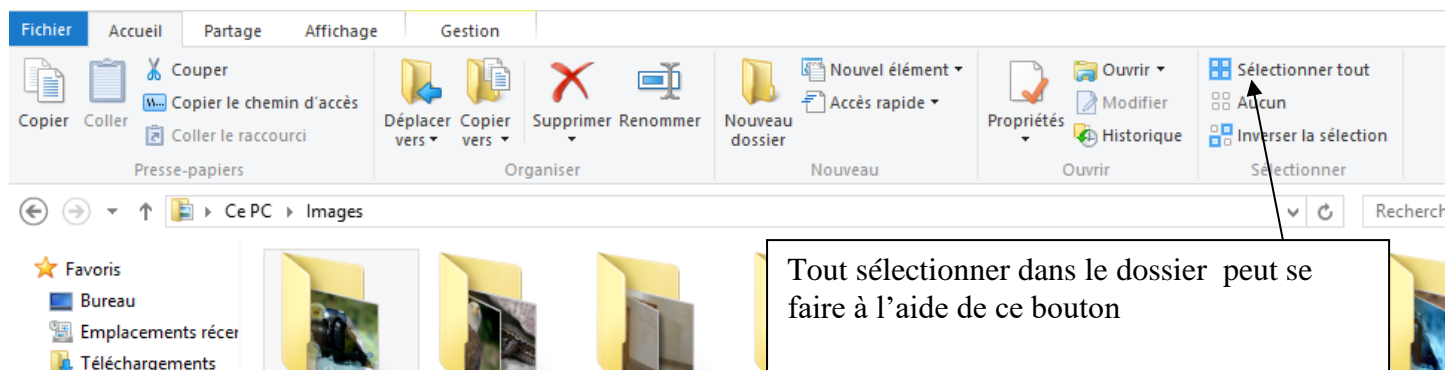 Fichier Accueil Partage Affichage Gestion
Copier
Coller
Couper
Copier le chemin d'accès
Coller le raccourci
Presse-papiers
Déplacer vers
Copier vers
Supprimer
Renommer
Organiser
Nouveau dossier
Nouvel élément
Accès rapide
Nouveau
Propriétés
Ouvrir
Modifier
Historique
Ouvrir
Sélectionner tout
Aucun
Inverser la sélection
Sélectionner
Ce PC Images
Recherch
Favoris
Bureau
Emplacements récer
Téléchargements
Tout sélectionner dans le dossier peut se
faire à l'aide de ce bouton